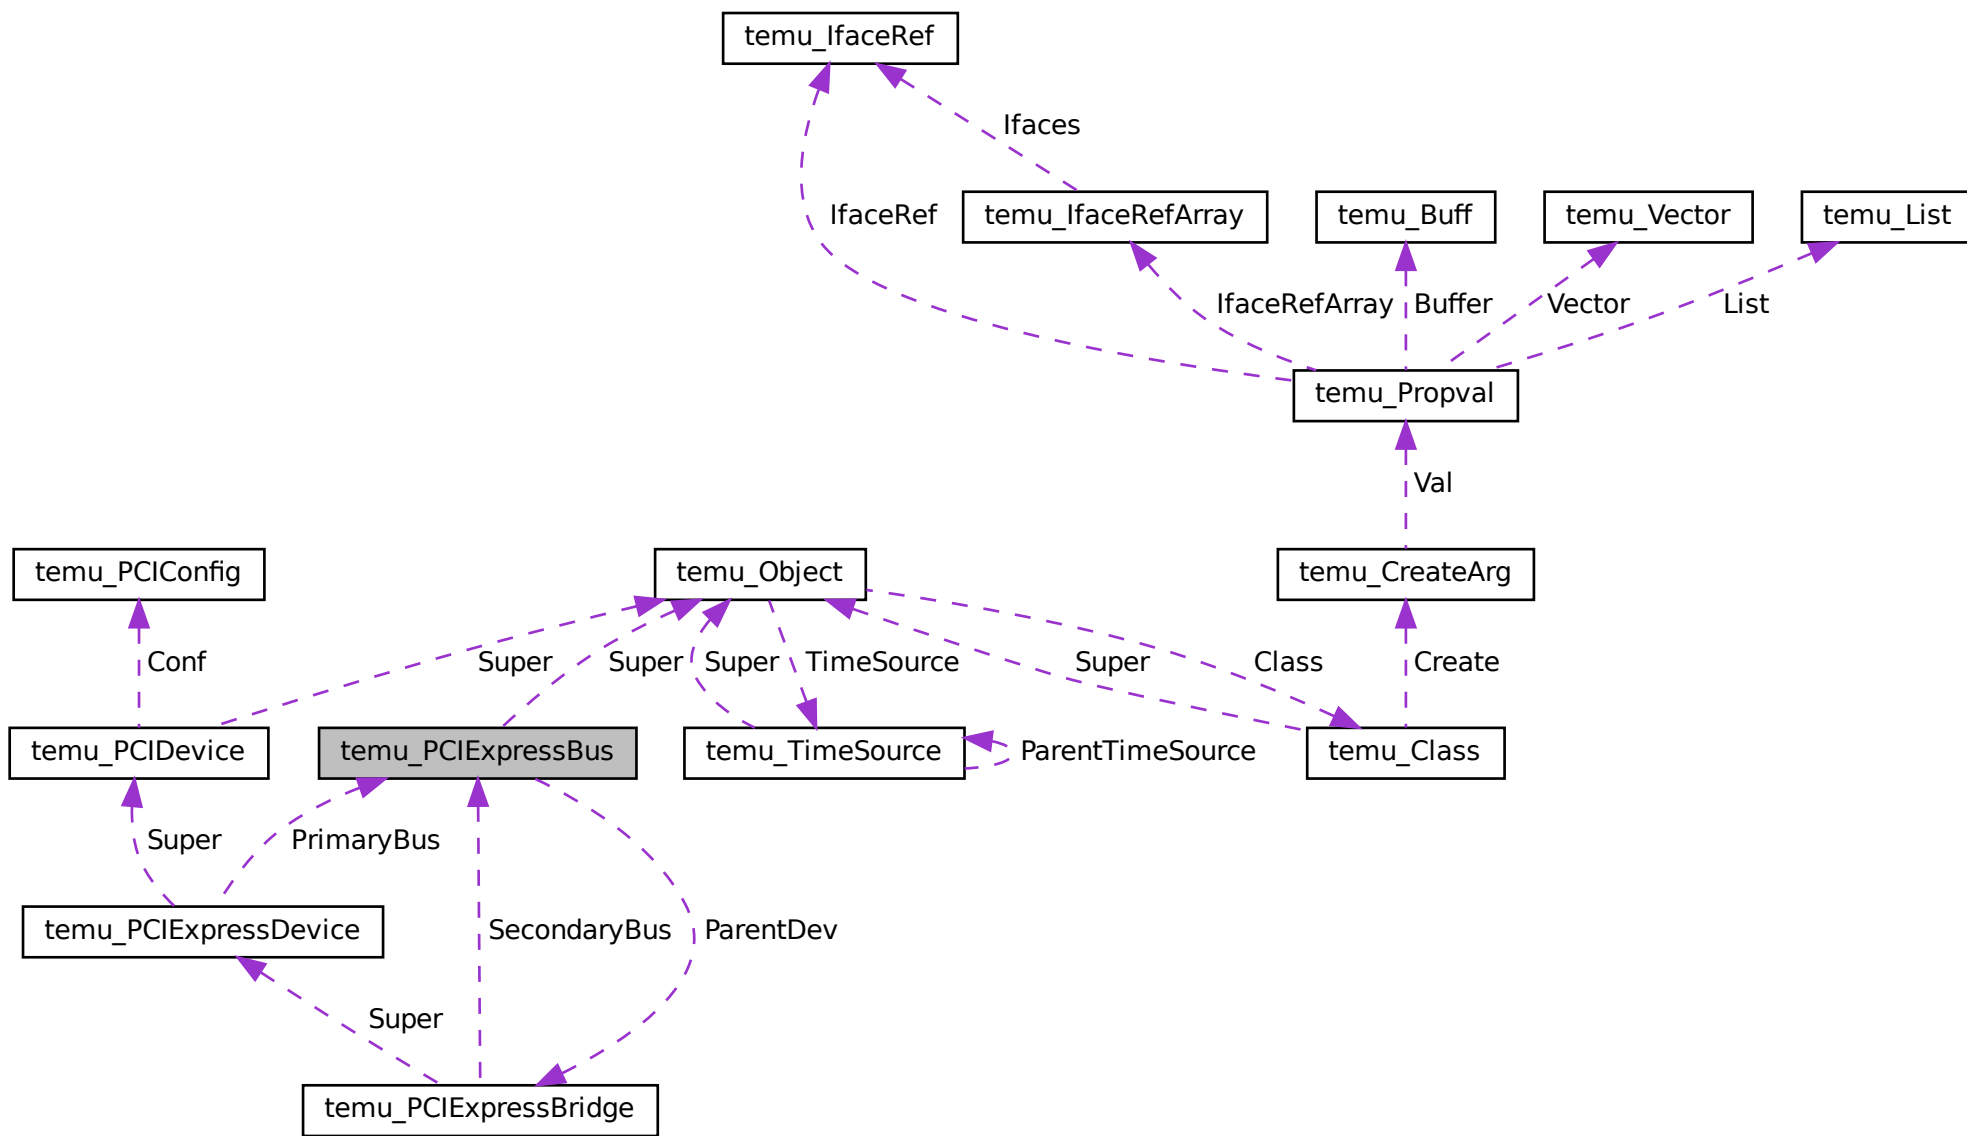 temu_IfaceRef
Ifaces
IfaceRef
temu_IfaceRefArray
temu_Buff
temu_Vector
temu_List
IfaceRefArray
Buffer
Vector
List
temu_Propval
Val
temu_PCIConfig
temu_Object
temu_CreateArg
Conf
Super
Super
Super
TimeSource
Super
Class
Create
temu_PCIDevice
temu_PCIExpressBus
temu_TimeSource
ParentTimeSource
temu_Class
Super
PrimaryBus
temu_PCIExpressDevice
SecondaryBus
ParentDev
Super
temu_PCIExpressBridge